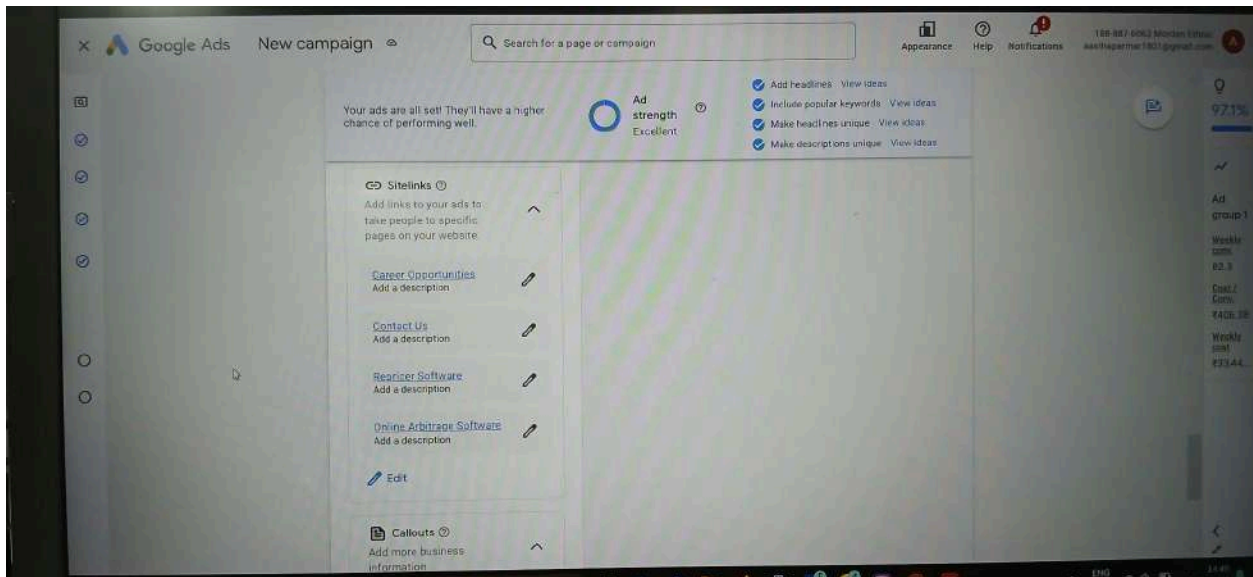 Google Ads
New campaign
Search for a page or campaign
Appearance
Help
Notifications
A
Your ads are all set! They'll have a higher
chance of performing well.
Ad
strength
Excellent
Add headlines View ideas
Include popular keywords View ideas
Make headlines unique View ideas
Make descriptions unique View ideas
97.1%
Ad
group 1
Weekly
82.3
Cost /
Conv.
Weekly
cost
Sitelinks
Add links to your ads to
take people to specific
pages on your website
Career Opportunities
Add a description
Contact Us
Add a description
Repricer Software
Add a description
Online Arbitrage Software
Add a description
Edit
Callouts
Add more business
information
ENG